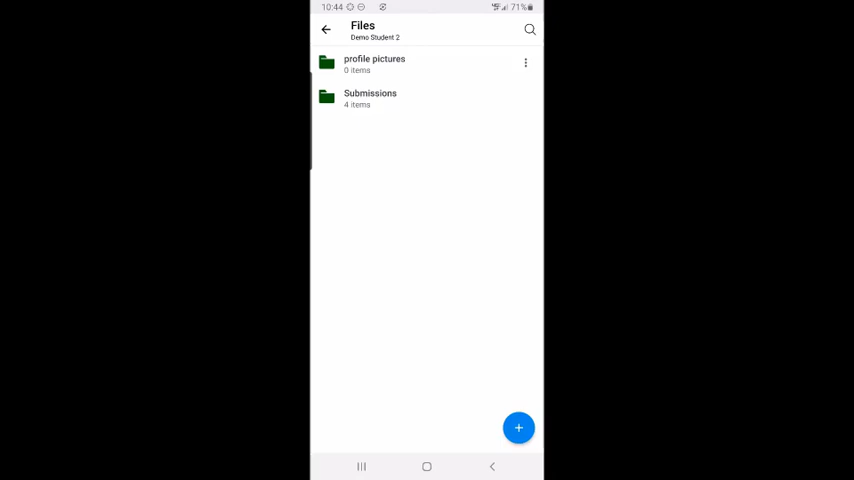 10:44
71%
Files
Demo Student 2
profile pictures
0 items
Submissions
4 items